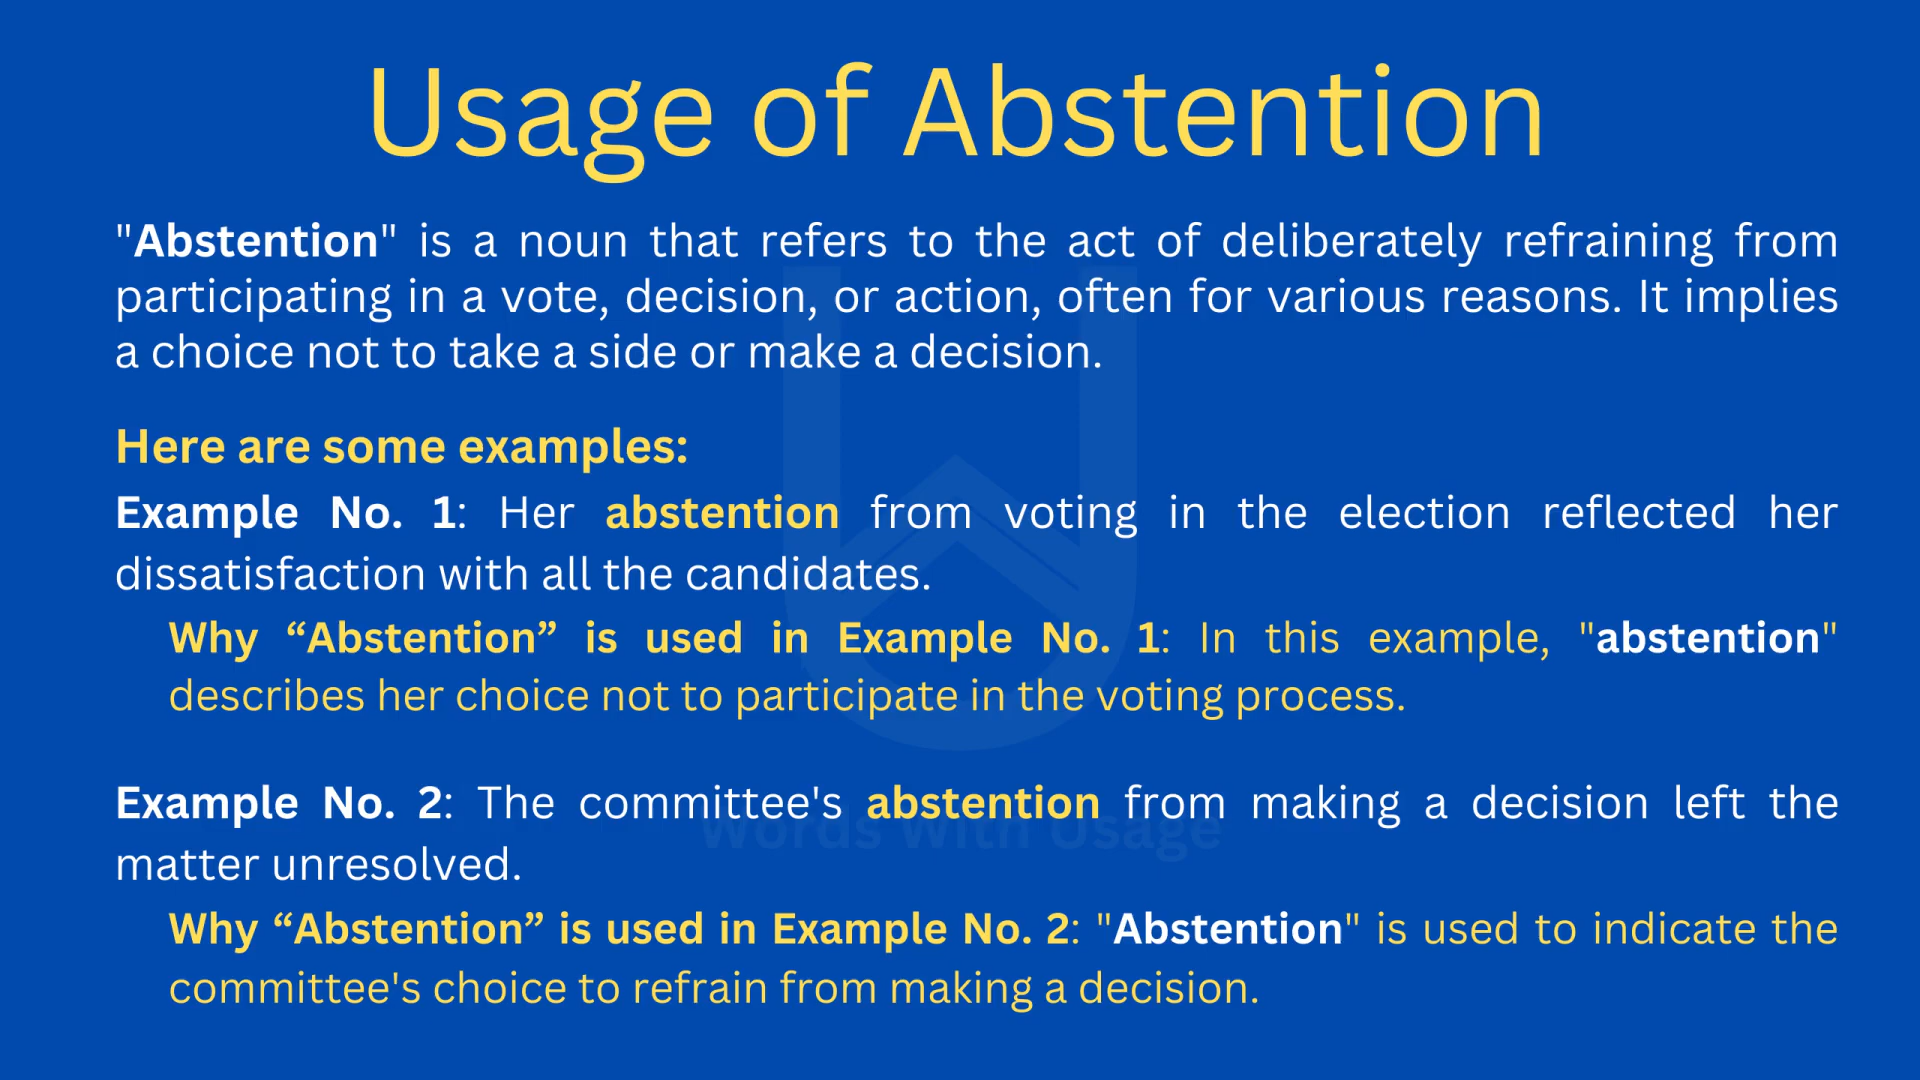 Usage of Abstention
"Abstention" is a noun that refers to the act of deliberately refraining from
participating in a vote, decision, or action, often for various reasons. It implies
a choice not to take a side or make a decision.
Here are some examples:
Example No. 1: Her abstention from voting in the election reflected her
dissatisfaction with all the candidates.
Why “Abstention” is used in Example No. 1: In this example, "abstention"
describes her choice not to participate in the voting process.
Example No. 2: The committee's abstention from making a decision left the
Words With Usage
matter unresolved.
Why “Abstention” is used in Example No. 2: "Abstention" is used to indicate the
committee's choice to refrain from making a decision.